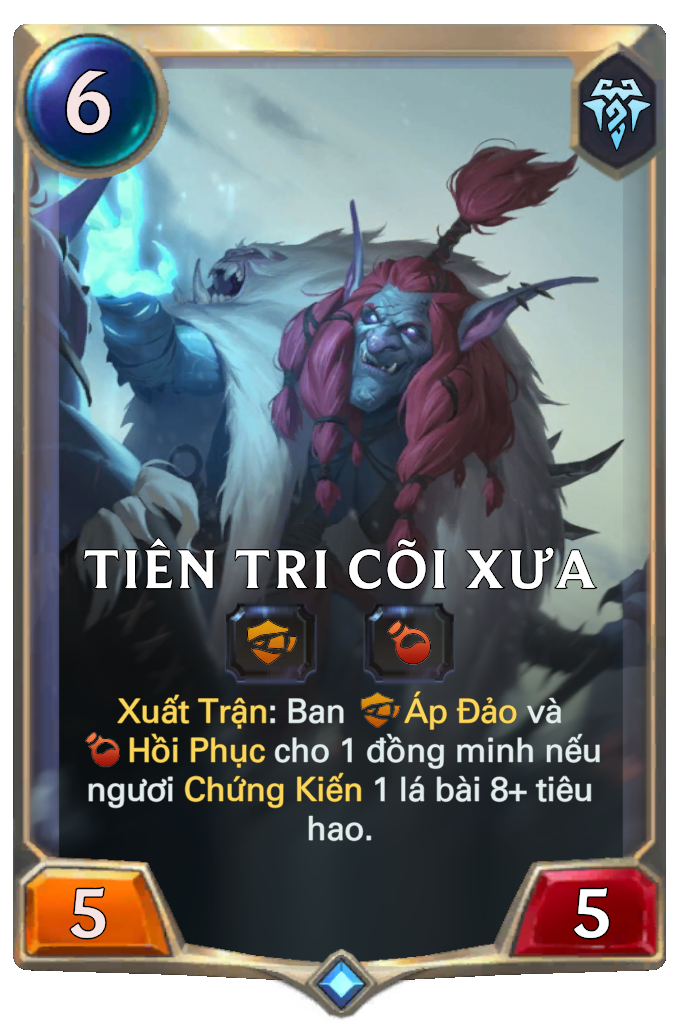 6
TIÊN TRI CÕI XƯA
Xuất Trận: Ban Áp Đảo và
Hồi Phục cho 1 đồng minh nếu
ngươi Chứng Kiến 1 lá bài 8+ tiêu
hao.
5
5